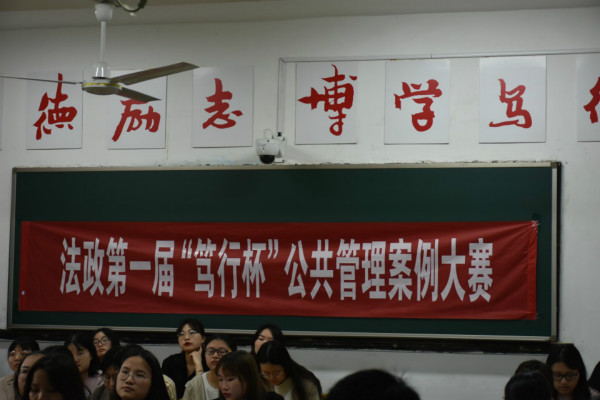 德励志 博学笃行
法政第一届“笃行杯”公共管理案例大赛